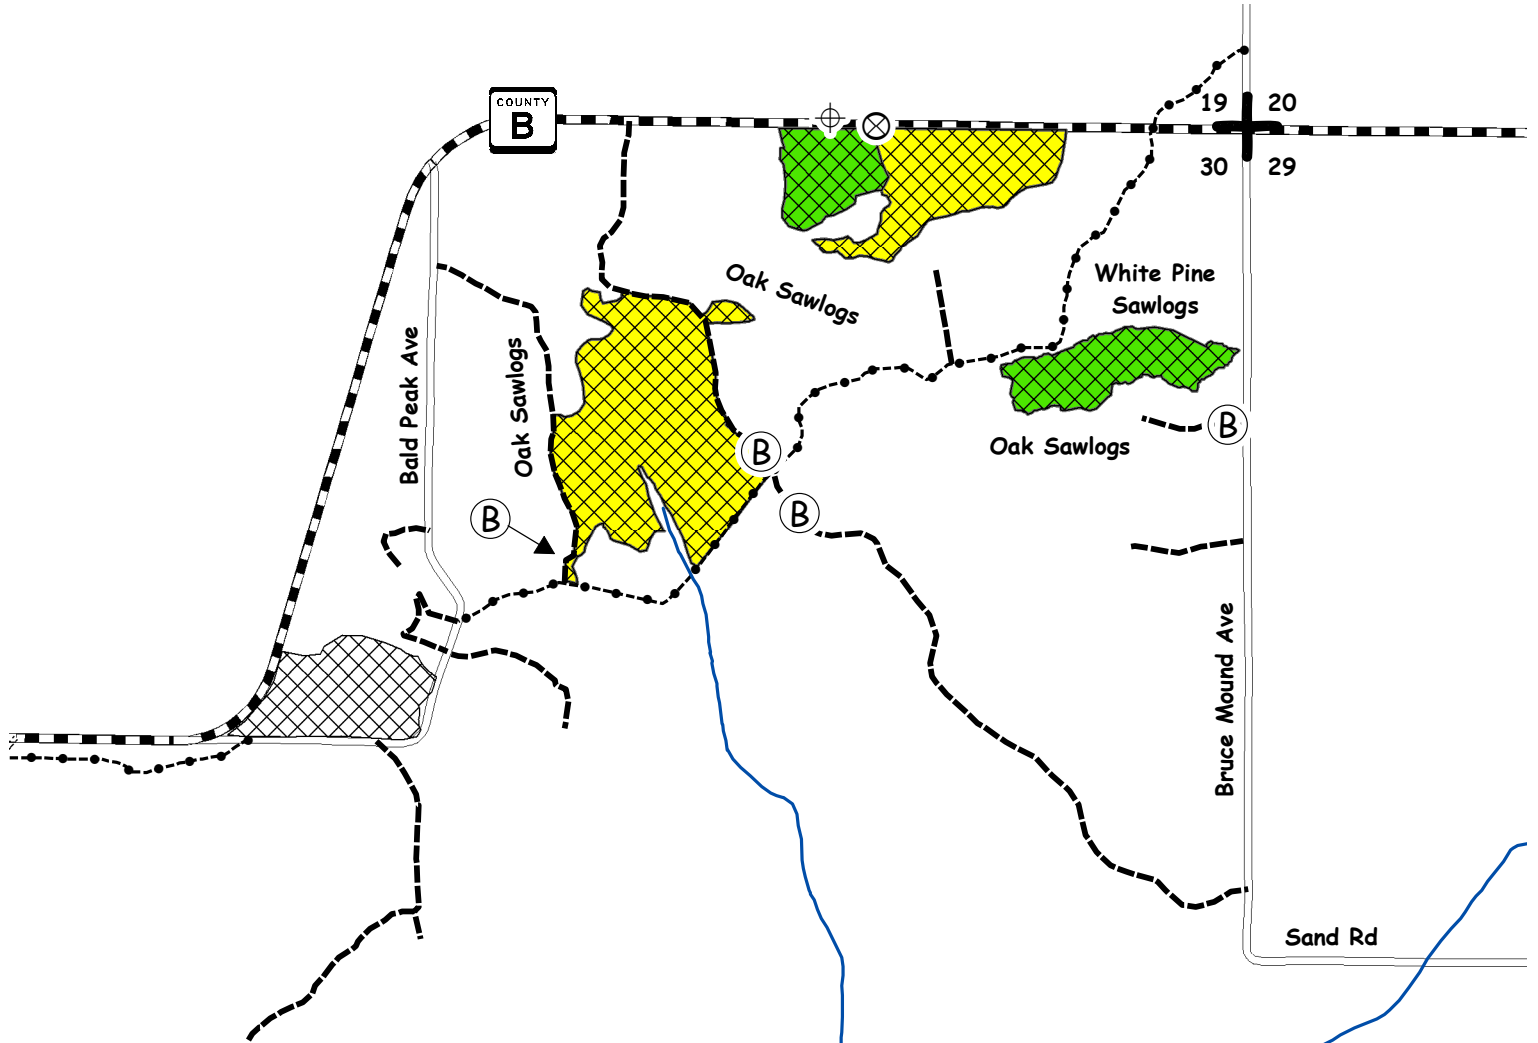 COUNTY
B
19
20
30
29
White Pine
Sawlogs
Oak Sawlogs
Oak Sawlogs
Bald Peak Ave
Oak Sawlogs
B
B
B
B
Bruce Mound Ave
Sand Rd